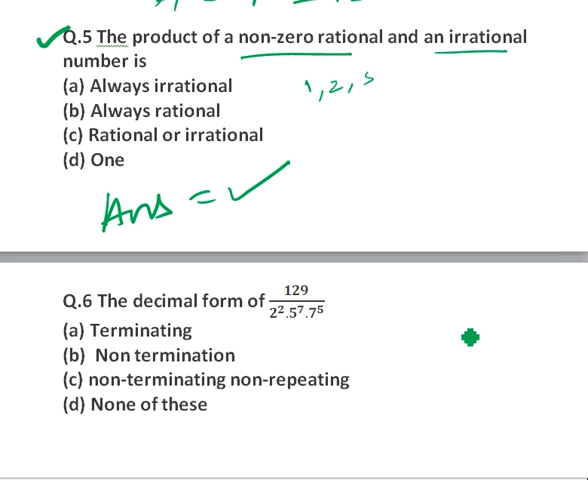 Q.5 The product of a non-zero rational and an irrational
number is
(a) Always irrational
1, 2, 5
(b) Always rational
(c) Rational or irrational
(d) One
Ans = ✓
Q.6 The decimal form of 129/2².5⁷.7⁵
(a) Terminating
(b) Non termination
(c) non-terminating non-repeating
(d) None of these